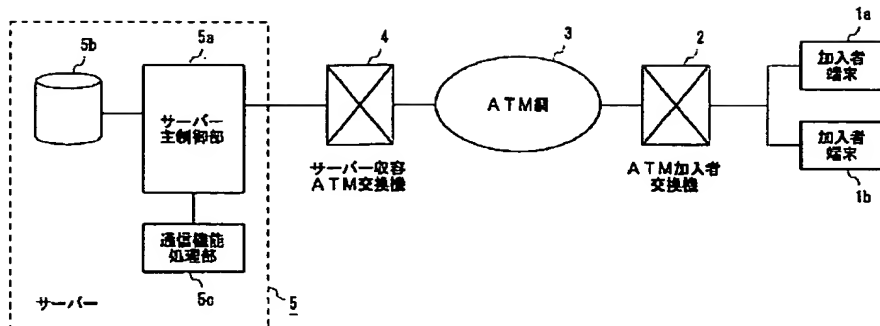 5b
5a
4
3
2
1a
サーバー
主制御部
ATM網
加入者
端末
加入者
端末
サーバー収容
ATM交換機
ATM加入者
交換機
1b
通信機能
処理部
5c
サーバー
5